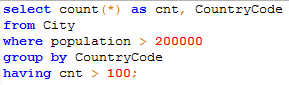 select count(*) as cnt, CountryCode
from City
where population > 200000
group by CountryCode
having cnt > 100;